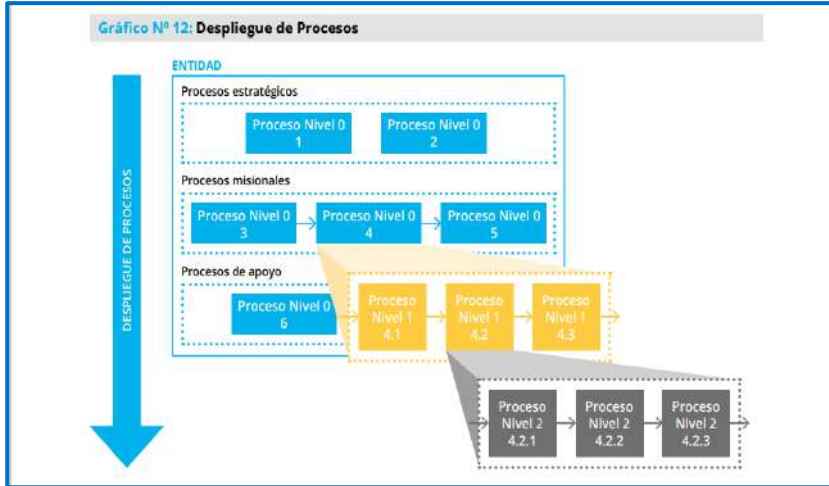 Gráfico Nº 12: Despliegue de Procesos
ENTIDAD
DESPLIEGUE DE PROCESOS
Procesos estratégicos
Proceso Nivel 0
1
Proceso Nivel 0
2
Procesos misionales
Proceso Nivel 0
3
Proceso Nivel 0
4
Proceso Nivel 0
5
Procesos de apoyo
Proceso Nivel 0
6
Proceso
Nivel 1
4.1
Proceso
Nivel 1
4.2
Proceso
Nivel 1
4.3
Proceso
Nivel 2
4.2.1
Proceso
Nivel 2
4.2.2
Proceso
Nivel 2
4.2.3